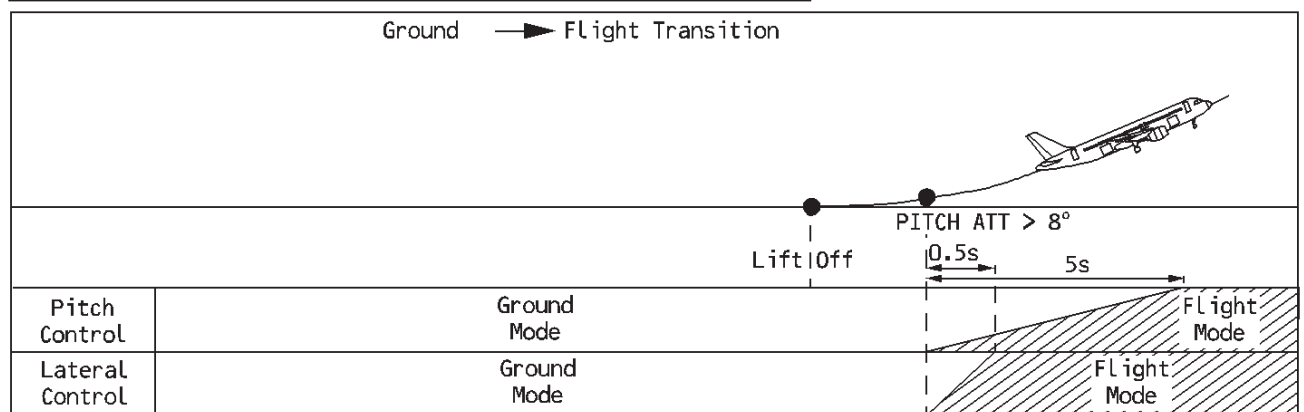 Ground → Flight Transition
PITCH ATT > 8°
Lift Off
0.5s
5s
Pitch
Control
Ground
Mode
Flight
Mode
Lateral
Control
Ground
Mode
Flight
Mode